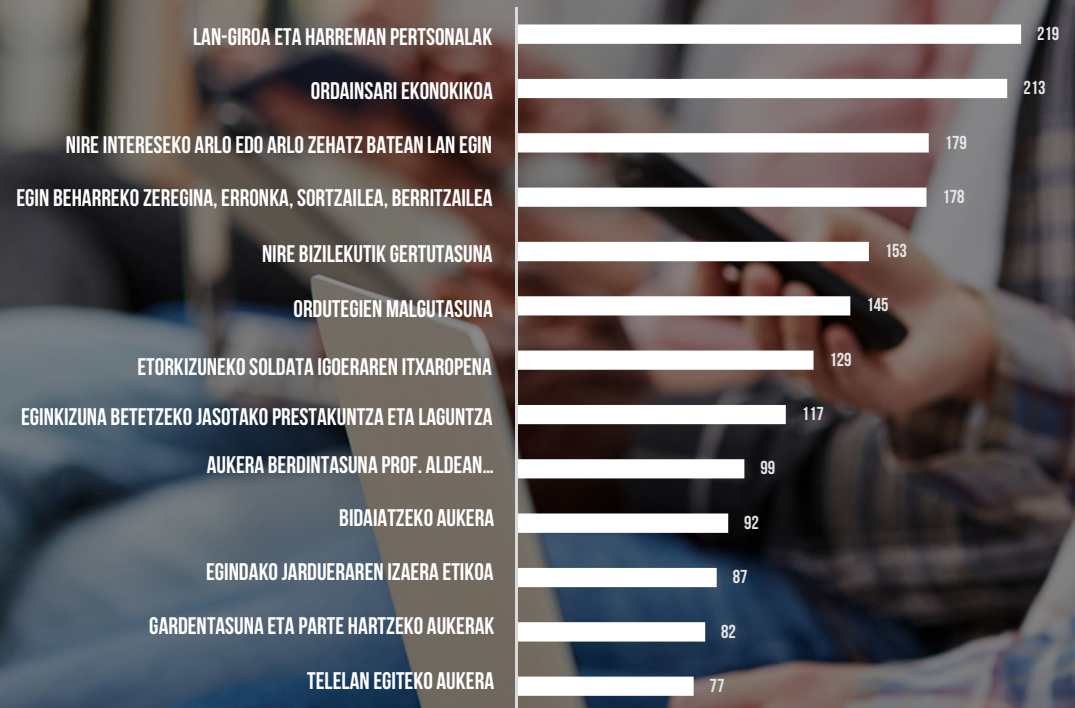 LAN-GIROA ETA HARREMAN PERTSONALAK 219
ORDAINSARI EKONOKIKOA 213
NIRE INTERESEKO ARLO EDO ARLO ZEHATZ BATEAN LAN EGIN 179
EGIN BEHARREKO ZEREGINA, ERRONKA, SORTZAILEA, BERRITZAILEA 178
NIRE BIZILEKUTIK GERTUTASUNA 153
ORDUTEGIEN MALGUTASUNA 145
ETORKIZUNEKO SOLDATA IGOERAREN ITXAROPENA 129
EGINKIZUNA BETETZEKO JASOTAKO PRESTAKUNTZA ETA LAGUNTZA 117
AUKERA BERDINTASUNA PROF. ALDEAN... 99
BIDAIATZEKO AUKERA 92
EGINDAKO JARDUERAREN IZAERA ETIKOA 87
GARDENTASUNA ETA PARTE HARTZEKO AUKERAK 82
TELELAN EGITEKO AUKERA 77